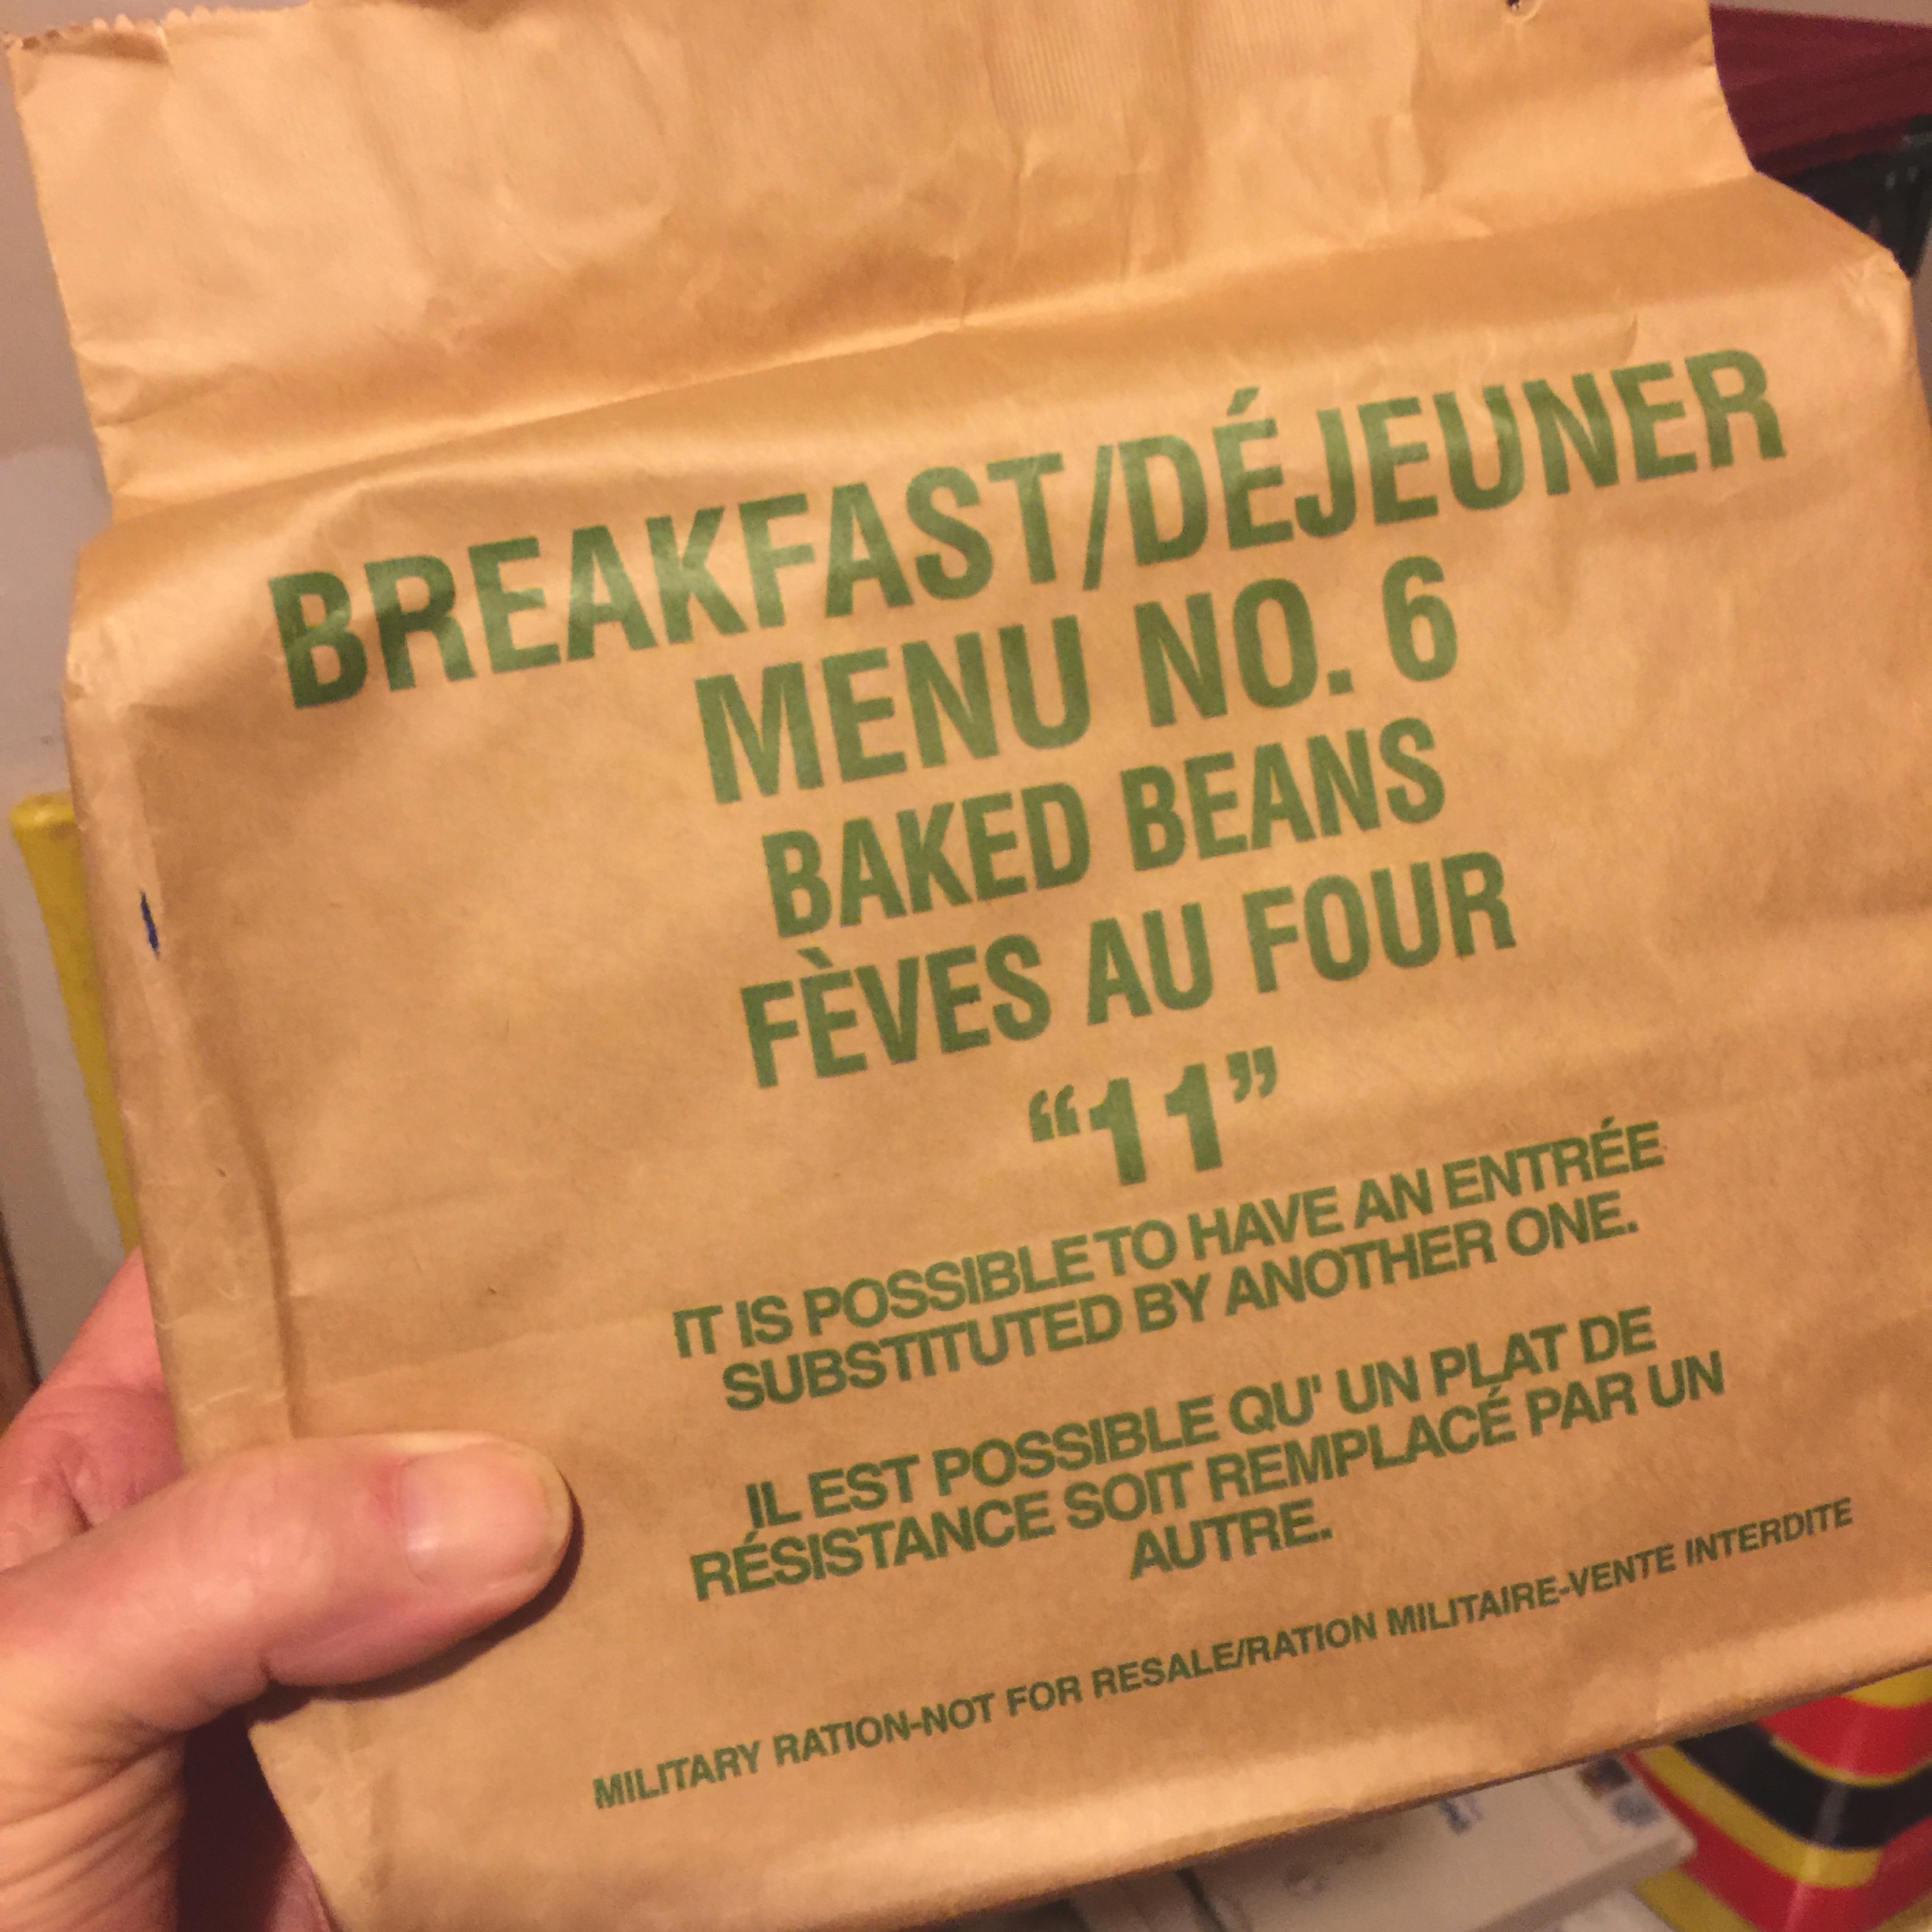 BREAKFAST/DÉJEUNER
MENU NO. 6
BAKED BEANS
FÈVES AU FOUR
“11”
IT IS POSSIBLE TO HAVE AN ENTRÉE
SUBSTITUTED BY ANOTHER ONE.
IL EST POSSIBLE QU' UN PLAT DE
RÉSISTANCE SOIT REMPLACÉ PAR UN
AUTRE.
MILITARY RATION-NOT FOR RESALE/RATION MILITAIRE-VENTE INTERDITE